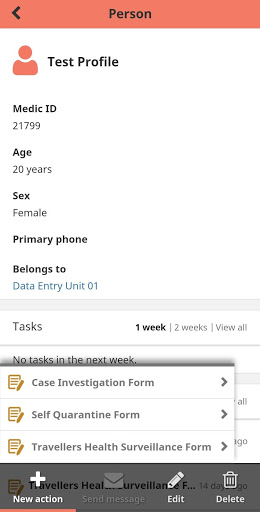 Person
Test Profile
Medic ID
21799
Age
20 years
Sex
Female
Primary phone
Belongs to
Data Entry Unit 01
Tasks 1 week | 2 weeks | View all
No tasks in the next week.
Case Investigation Form
all
Self Quarantine Form
Travellers Health Surveillance Form
ago
Travellers Health Surveillance F... 14 days ago
New action Send message Edit Delete